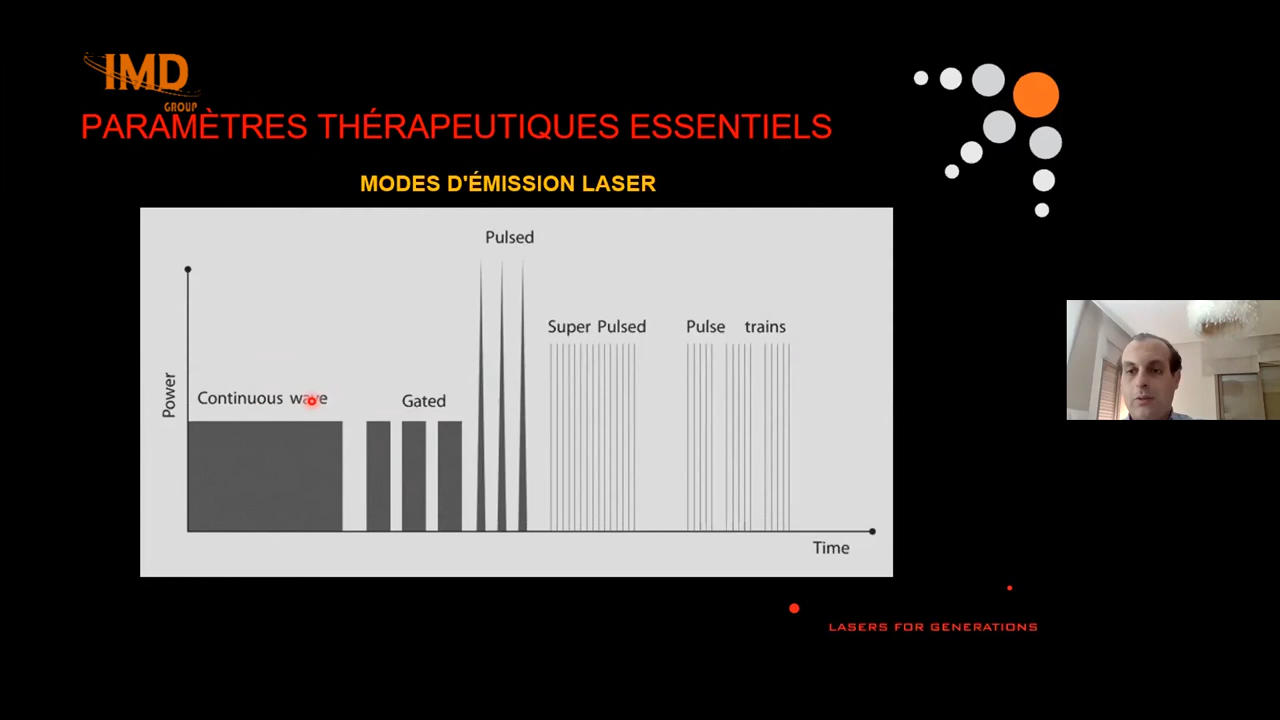 IMD
GROUP
PARAMÈTRES THÉRAPEUTIQUES ESSENTIELS
MODES D'ÉMISSION LASER
Pulsed
Super Pulsed
Pulse trains
Continuous wave
Gated
Power
Time
LASERS FOR GENERATIONS